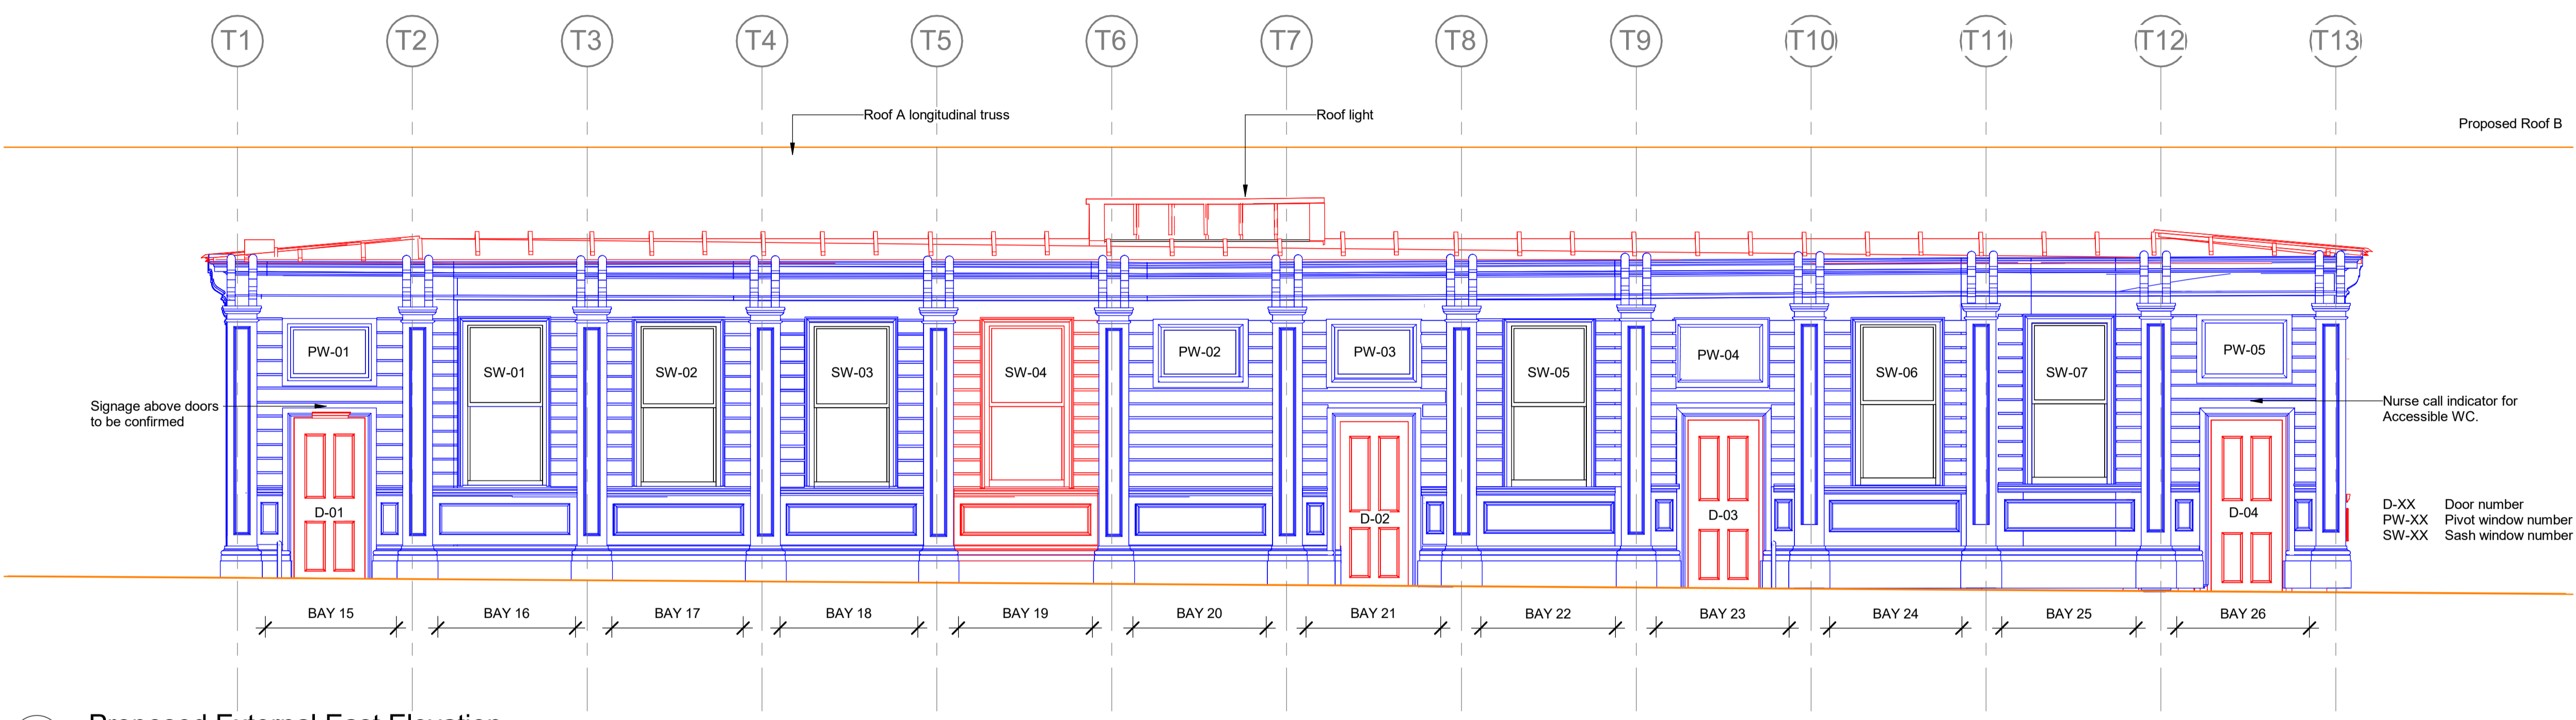 T1 T2 T3 T4 T5 T6 T7 T8 T9 T10 T11 T12 T13
Roof A longitudinal truss
Roof light
Proposed Roof B
PW-01
SW-01
SW-02
SW-03
SW-04
PW-02
PW-03
SW-05
PW-04
SW-06
SW-07
PW-05
Signage above doors
to be confirmed
Nurse call indicator for
Accessible WC.
D-01
D-02
D-03
D-04
D-XX Door number
PW-XX Pivot window number
SW-XX Sash window number
BAY 15 BAY 16 BAY 17 BAY 18 BAY 19 BAY 20 BAY 21 BAY 22 BAY 23 BAY 24 BAY 25 BAY 26
Proposed External East Elevation